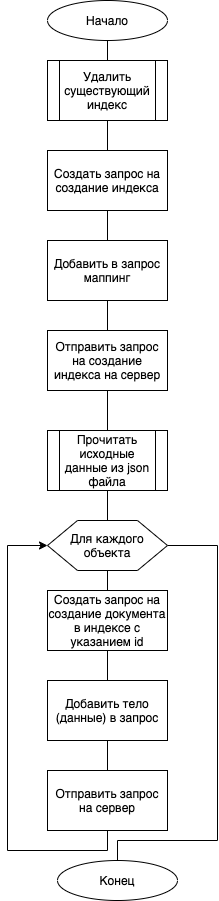 Начало
Удалить
существующий
индекс
Создать запрос на
создание индекса
Добавить в запрос
маппинг
Отправить запрос
на создание
индекса на сервер
Прочитать
исходные
данные из json
файла
Для каждого
объекта
Создать запрос на
создание документа
в индексе с
указанием id
Добавить тело
(данные) в запрос
Отправить запрос
на сервер
Конец